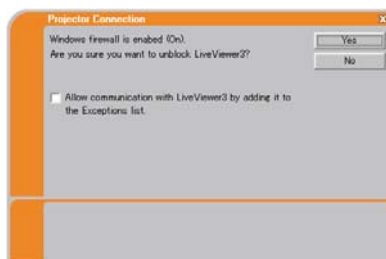 Projector Connection
x
Windows firewall is enabed (On).
Are you sure you want to unblock LiveViewer3?
Yes
No
Allow communication with LiveViewer3 by adding it to
the Exceptions list.